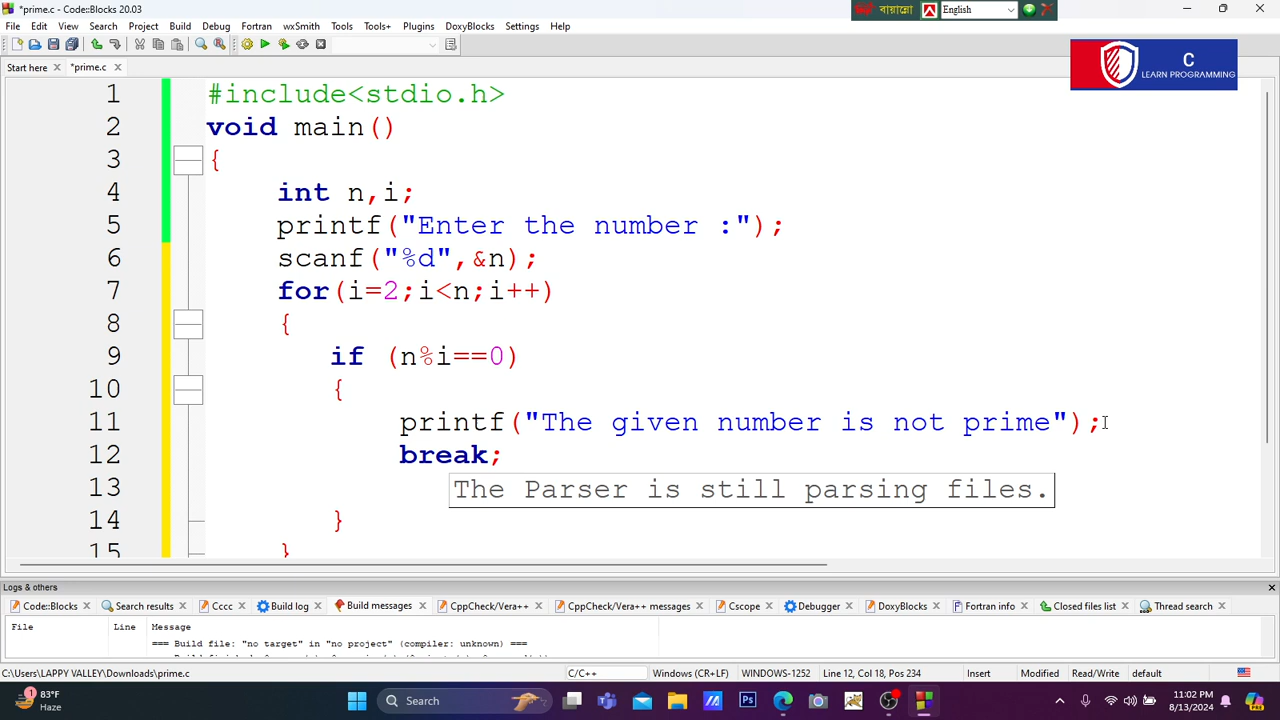 *prime.c - Code::Blocks 20.03
বায়ান্নো English
File Edit View Search Project Build Debug Fortran wxSmith Tools Tools+ Plugins DoxyBlocks Settings Help
Start here *prime.c
C
LEARN PROGRAMMING
1 #include<stdio.h>
2 void main()
3 {
4 int n,i;
5 printf("Enter the number :");
6 scanf("%d",&n);
7 for(i=2;i<n;i++)
8 {
9 if (n%i==0)
10 {
11 printf("The given number is not prime");
12 break;
13 The Parser is still parsing files.
14 }
15 }
Logs & others
Code::Blocks Search results Cccc Build log Build messages CppCheck/Vera++ CppCheck/Vera++ messages Cscope Debugger DoxyBlocks Fortran info Closed files list Thread search
File Line Message
=== Build file: "no target" in "no project" (compiler: unknown) ===
C:\Users\LAPPY VALLEY\Downloads\prime.c C/C++ Windows (CR+LF) WINDOWS-1252 Line 12, Col 18, Pos 234 Insert Modified Read/Write default
83°F
Haze
Search
11:02 PM
8/13/2024